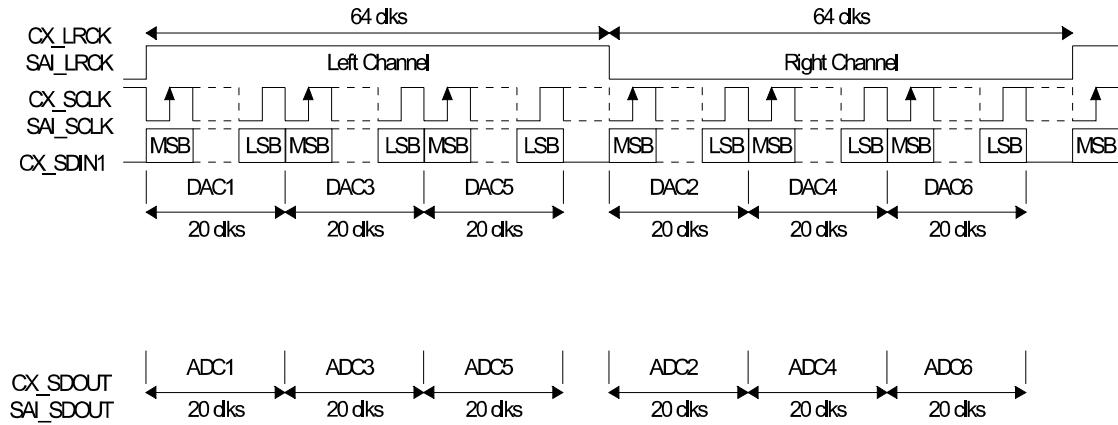 64 clks 64 clks
CX_LRCK
SAI_LRCK Left Channel Right Channel
CX_SCLK
SAI_SCLK
MSB LSB MSB LSB MSB LSB MSB LSB MSB LSB MSB LSB MSB
CX_SDIN1
DAC1 DAC3 DAC5 DAC2 DAC4 DAC6
20 clks 20 clks 20 clks 20 clks 20 clks 20 clks
ADC1 ADC3 ADC5 ADC2 ADC4 ADC6
CX_SDOUT
SAI_SDOUT 20 clks 20 clks 20 clks 20 clks 20 clks 20 clks